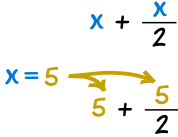 x + x/2
x = 5
5 + 5/2